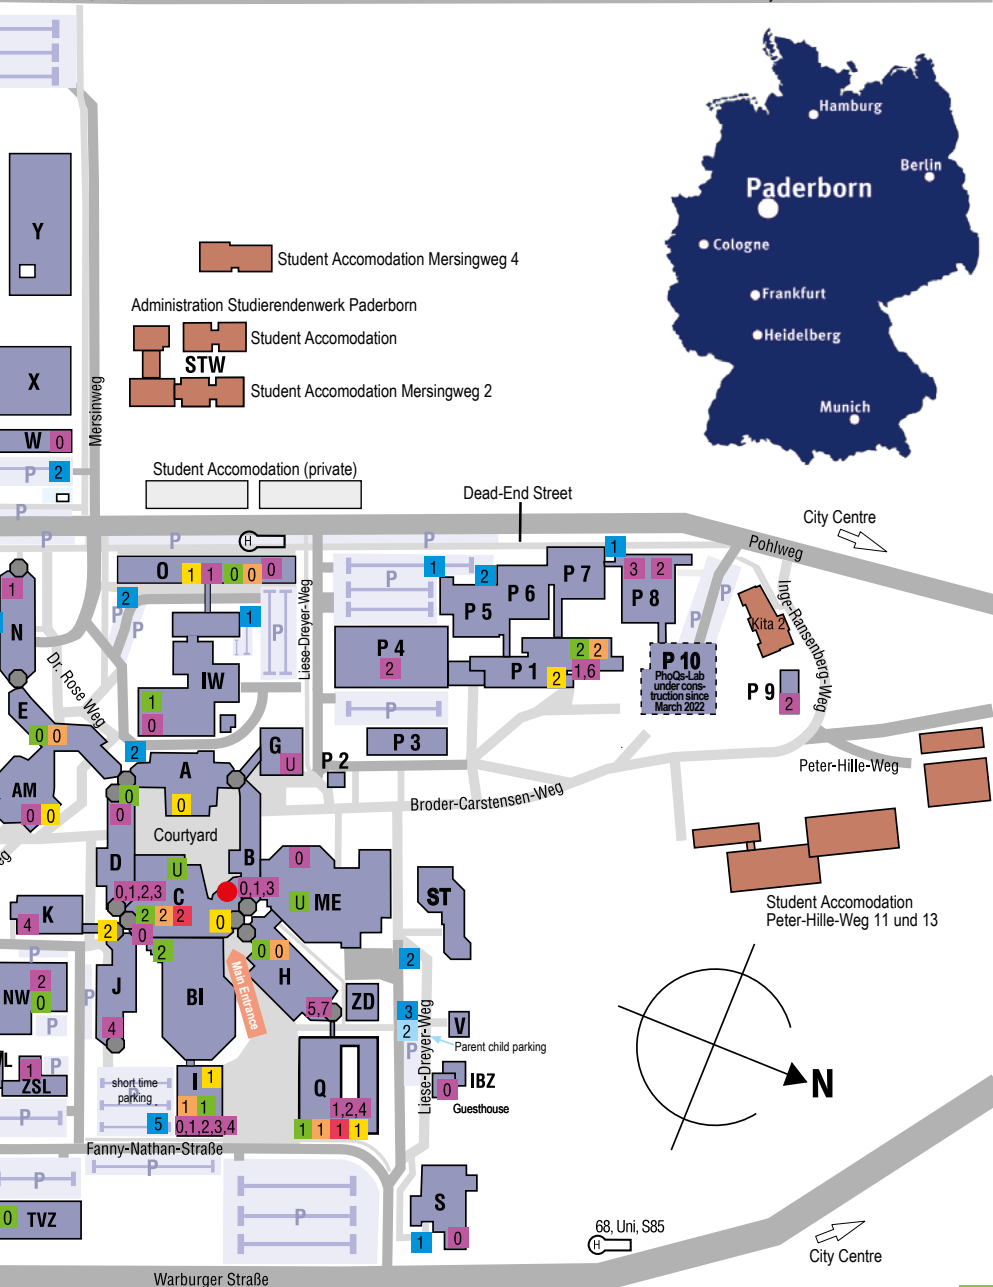 Hamburg
Berlin
Paderborn
Cologne
Frankfurt
Heidelberg
Munich
Y
Student Accomodation Mersingweg 4
Administration Studierendenwerk Paderborn
Student Accomodation
STW
Student Accomodation Mersingweg 2
X
Mersinweg
W 0
P 2
Student Accomodation (private)
P
Dead-End Street
City Centre
P
P
H
P
Pohlweg
O 1 1 0 0 0
1
2
P
1
P 7
3 2
P 6
P 5
P 8
1
N
2
P
P
1
P
Liese-Dreyer-Weg
P
Inge-Ransenberg-Weg
Kita 2
P 4
2
P 1
2 2
1,6
2
P 10
PhoQs-Lab
under cons-
truction since
March 2022
P 9
2
Dr. Rose Weg
IW
1
0
E
0 0
P
P 3
2
G
U
P 2
A
0
Peter-Hille-Weg
AM
0 0
0
0
Broder-Carstensen-Weg
Courtyard
D
B
0
U
C
0,1,2,3
0,1,3
U ME
ST
Student Accomodation
Peter-Hille-Weg 11 und 13
K
4
2 2 2
0
2
0
2
0 0
P
2
H
Main Entrance
BI
J
NW
2
0
P
P
5,7
ZD
4
3
2
V
Liese-Dreyer-Weg
P
Parent child parking
N
1
ZSL
P
short time
parking
P
5
I 1
1 1
0,1,2,3,4
Q
1,2,4
1 1 1 1
IBZ
0
Guesthouse
P
Fanny-Nathan-Straße
P
P
0 TVZ
P
S
1
0
68, Uni, S85
H
City Centre
Warburger Straße